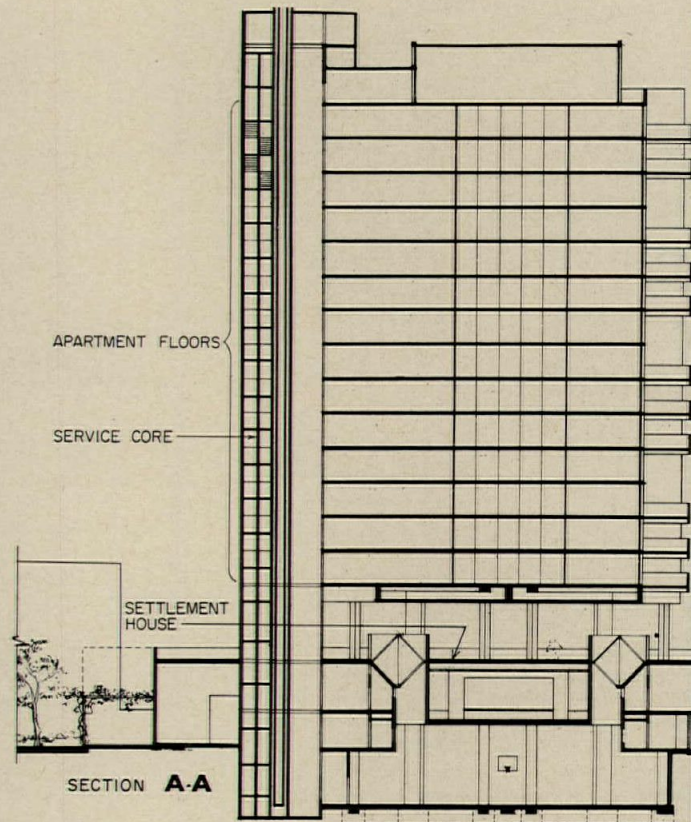 APARTMENT FLOORS
SERVICE CORE
SETTLEMENT
HOUSE
SECTION A-A